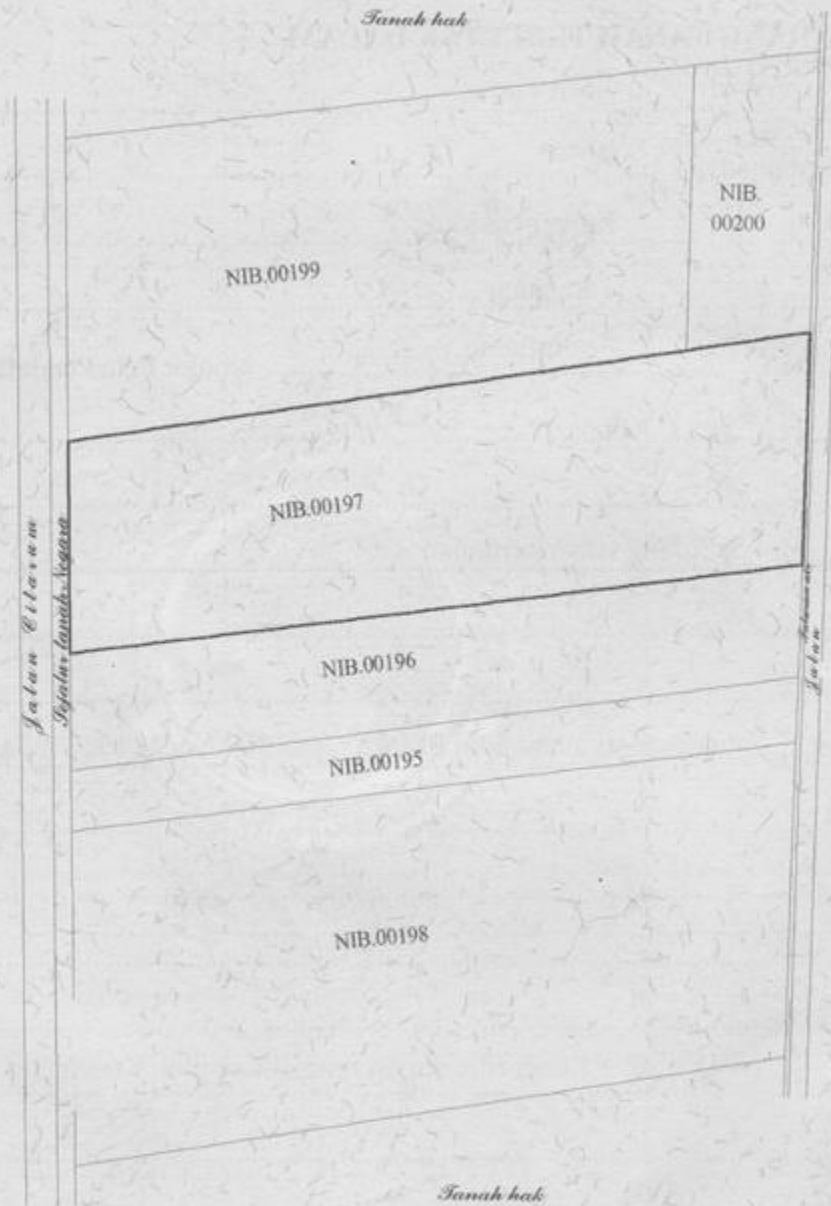 Tanah hak
NIB.
00200
NIB.00199
NIB.00197
Jalan Citarum
Sejalur tanah Negara
Jalan
NIB.00196
NIB.00195
NIB.00198
Tanah hak